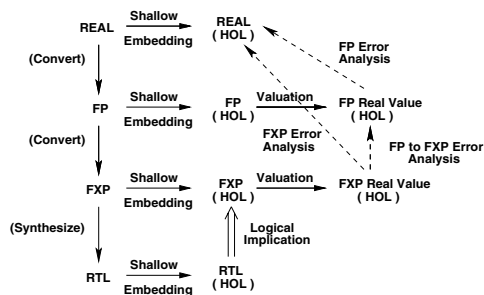 REAL
Shallow
Embedding
REAL
( HOL )
(Convert)
FP Error
Analysis
FP
Shallow
Embedding
FP
( HOL )
Valuation
FP Real Value
( HOL )
(Convert)
FXP Error
Analysis
FP to FXP Error
Analysis
FXP
Shallow
Embedding
FXP
(HOL)
Valuation
FXP Real Value
( HOL )
(Synthesize)
Logical
Implication
RTL
Shallow
Embedding
RTL
(HOL)